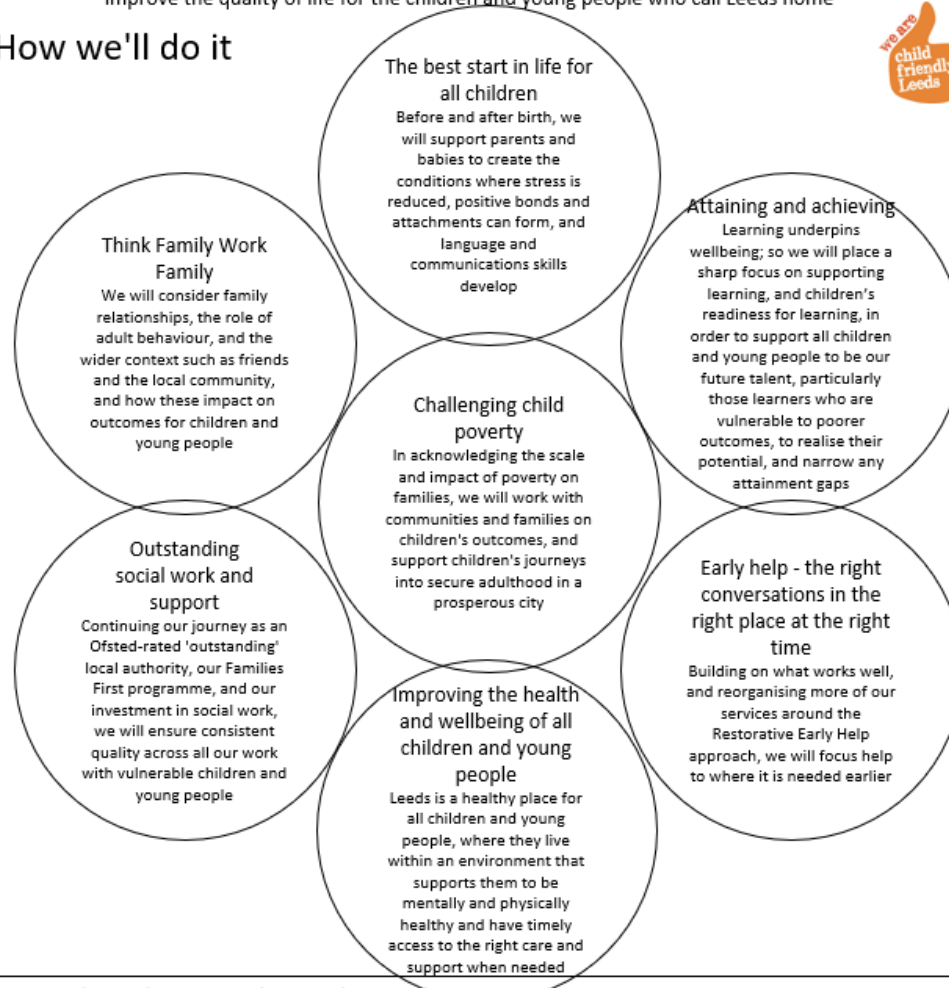 improve the quality of life for the children and young people who call Leeds home
How we'll do it
we are
child
friendly
Leeds
The best start in life for
all children
Before and after birth, we
will support parents and
babies to create the
conditions where stress is
reduced, positive bonds and
attachments can form, and
language and
communications skills
develop
Think Family Work
Family
We will consider family
relationships, the role of
adult behaviour, and the
wider context such as friends
and the local community,
and how these impact on
outcomes for children and
young people
Attaining and achieving
Learning underpins
wellbeing; so we will place a
sharp focus on supporting
learning, and children's
readiness for learning, in
order to support all children
and young people to be our
future talent, particularly
those learners who are
vulnerable to poorer
outcomes, to realise their
potential, and narrow any
attainment gaps
Challenging child
poverty
In acknowledging the scale
and impact of poverty on
families, we will work with
communities and families on
children's outcomes, and
support children's journeys
into secure adulthood in a
prosperous city
Outstanding
social work and
support
Continuing our journey as an
Ofsted-rated 'outstanding'
local authority, our Families
First programme, and our
investment in social work,
we will ensure consistent
quality across all our work
with vulnerable children and
young people
Early help - the right
conversations in the
right place at the right
time
Building on what works well,
and reorganising more of our
services around the
Restorative Early Help
approach, we will focus help
to where it is needed earlier
Improving the health
and wellbeing of all
children and young
people
Leeds is a healthy place for
all children and young
people, where they live
within an environment that
supports them to be
mentally and physically
healthy and have timely
access to the right care and
support when needed